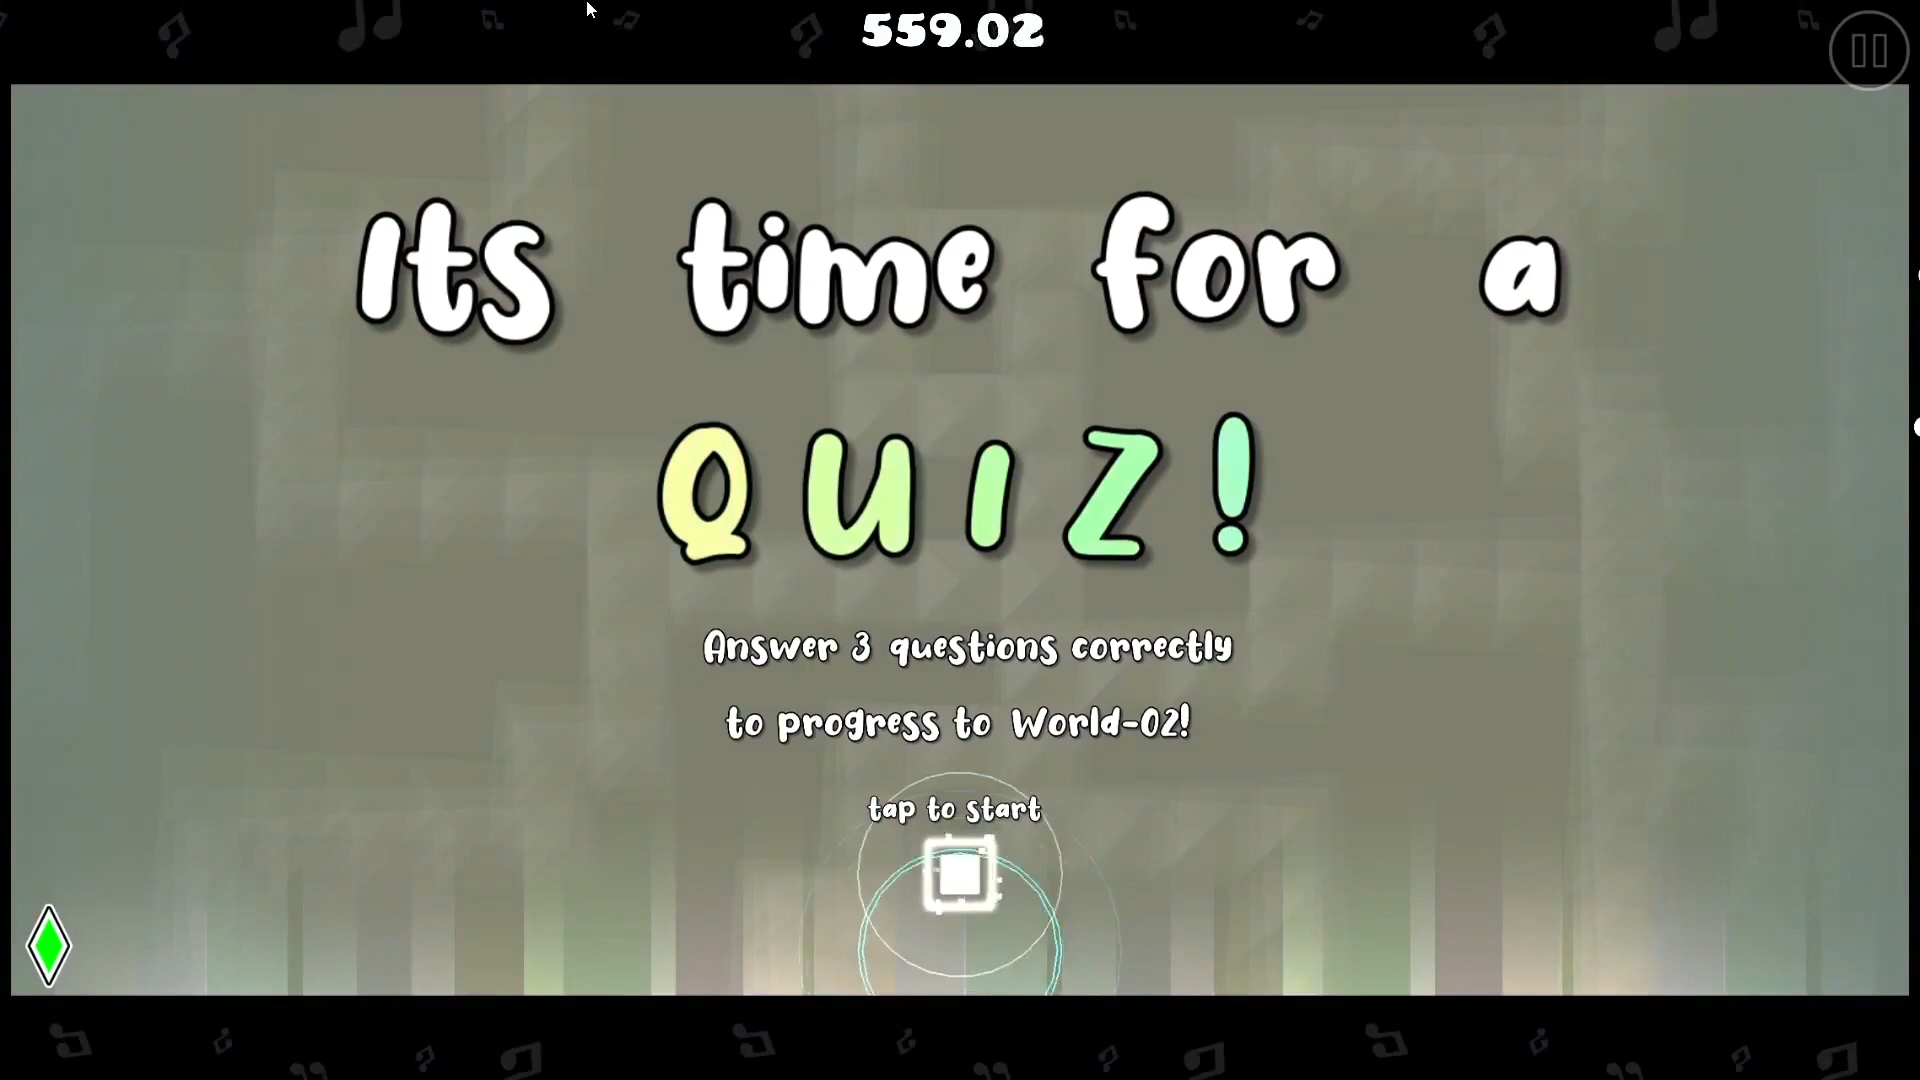 559.02
Its time for a
QUIZ!
Answer 3 questions correctly
to progress to World-02!
tap to start